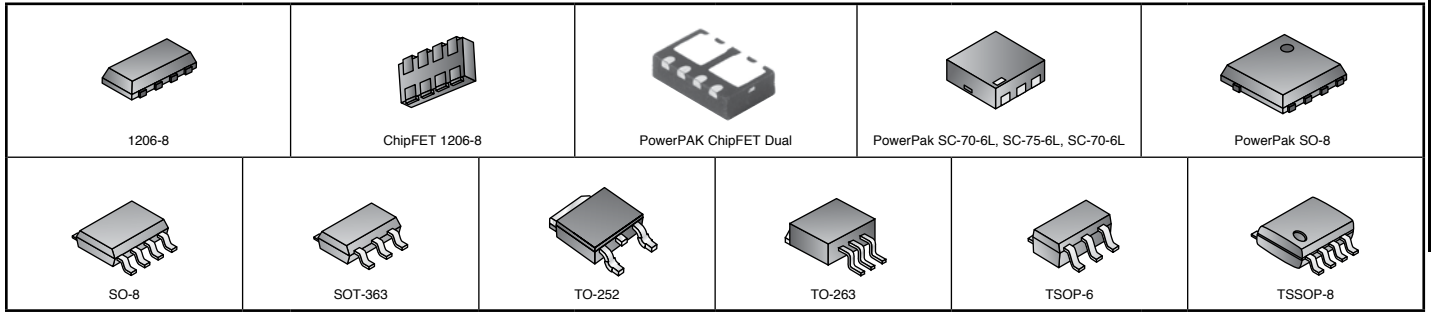 1206-8
ChipFET 1206-8
PowerPAK ChipFET Dual
PowerPak SC-70-6L, SC-75-6L, SC-70-6L
PowerPak SO-8
SO-8
SOT-363
TO-252
TO-263
TSOP-6
TSSOP-8